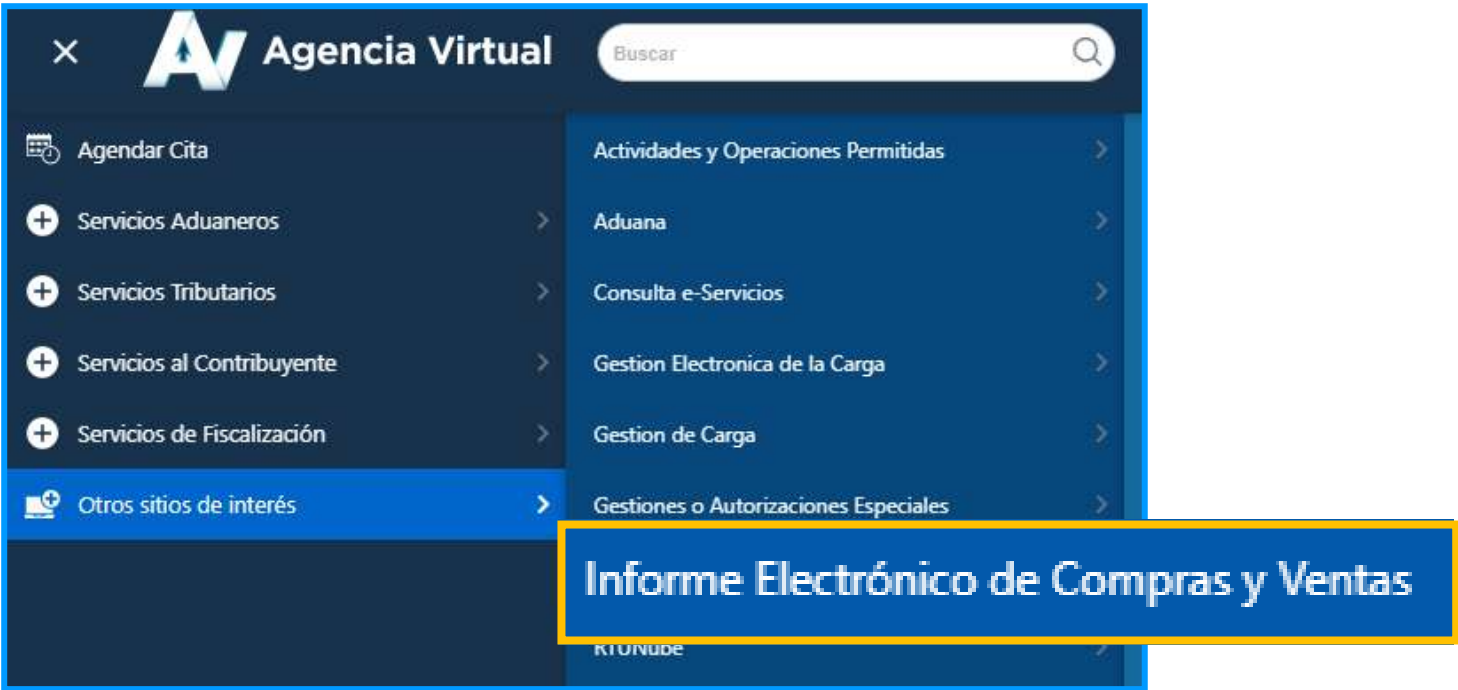 Agencia Virtual
Buscar
Agendar Cita
Servicios Aduaneros
Servicios Tributarios
Servicios al Contribuyente
Servicios de Fiscalización
Otros sitios de interés
Actividades y Operaciones Permitidas
Aduana
Consulta e-Servicios
Gestion Electronica de la Carga
Gestion de Carga
Gestiones o Autorizaciones Especiales
Informe Electrónico de Compras y Ventas
RTUNube